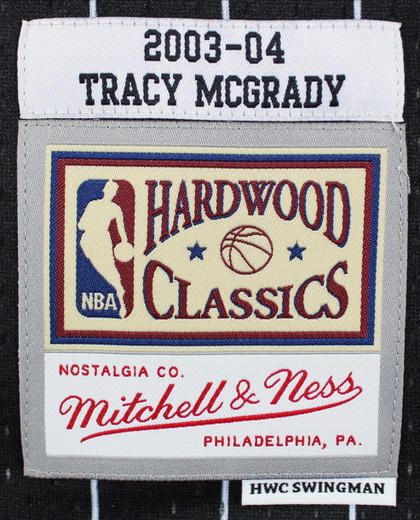 2003-04
TRACY MCGRADY
HARDWOOD
NBA
CLASSICS
NOSTALGIA CO.
Mitchell & Ness
PHILADELPHIA, PA.
HWC SWINGMAN